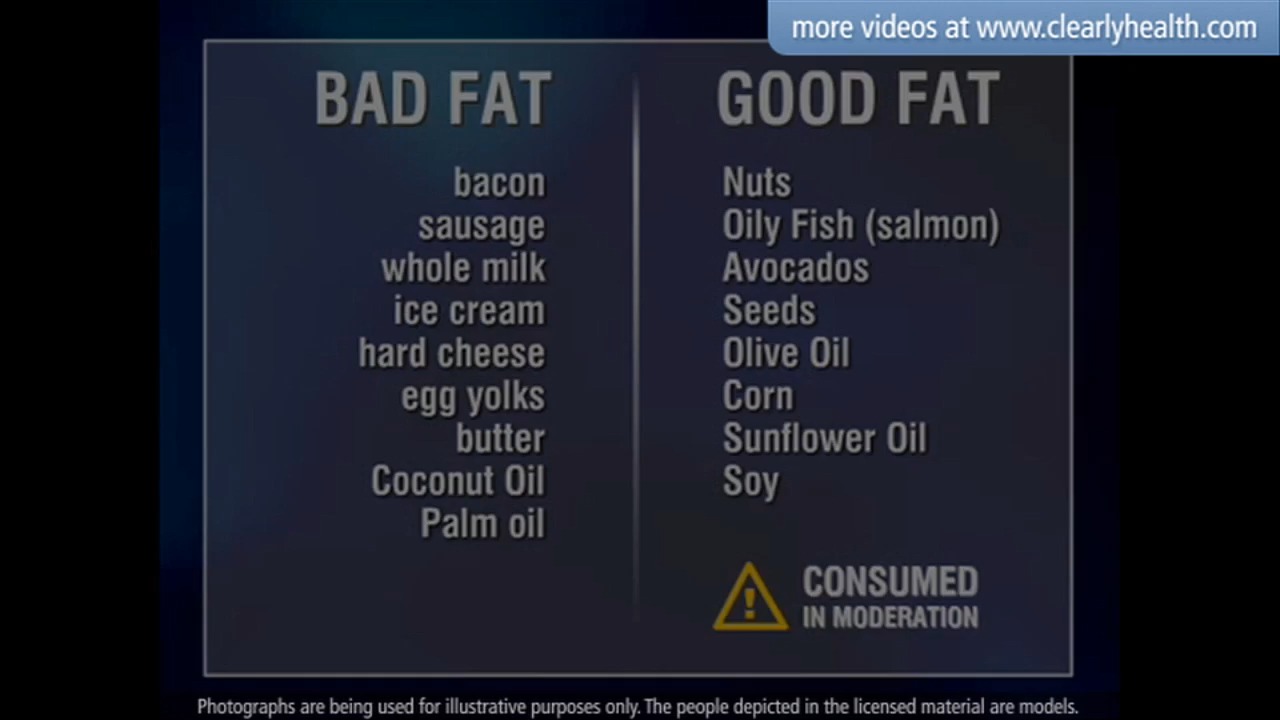 more videos at www.clearlyhealth.com
BAD FAT
bacon
sausage
whole milk
ice cream
hard cheese
egg yolks
butter
Coconut Oil
Palm oil
GOOD FAT
Nuts
Oily Fish (salmon)
Avocados
Seeds
Olive Oil
Corn
Sunflower Oil
Soy
!
CONSUMED
IN MODERATION
Photographs are being used for illustrative purposes only. The people depicted in the licensed material are models.